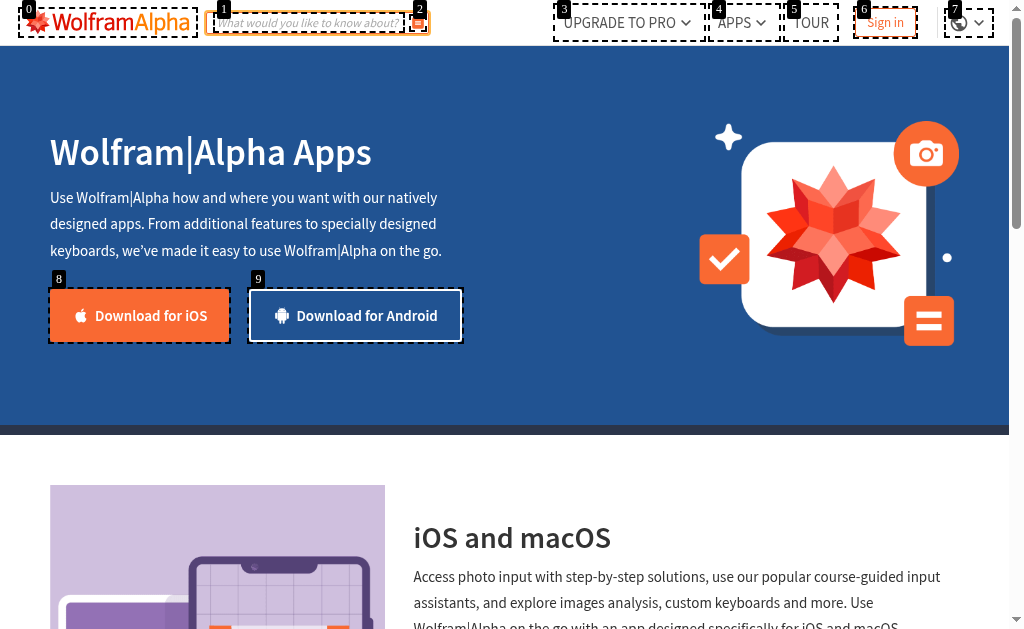 0 1 2 3 4 5 6 7
WolframAlpha What would you like to know about? UPGRADE TO PRO APPS TOUR Sign in
Wolfram|Alpha Apps
Use Wolfram|Alpha how and where you want with our natively
designed apps. From additional features to specially designed
keyboards, we've made it easy to use Wolfram|Alpha on the go.
8 9
Download for iOS Download for Android
iOS and macOS
Access photo input with step-by-step solutions, use our popular course-guided input
assistants, and explore images analysis, custom keyboards and more. Use
Wolfram|Alpha on the go with an app designed specifically for iOS and macOS